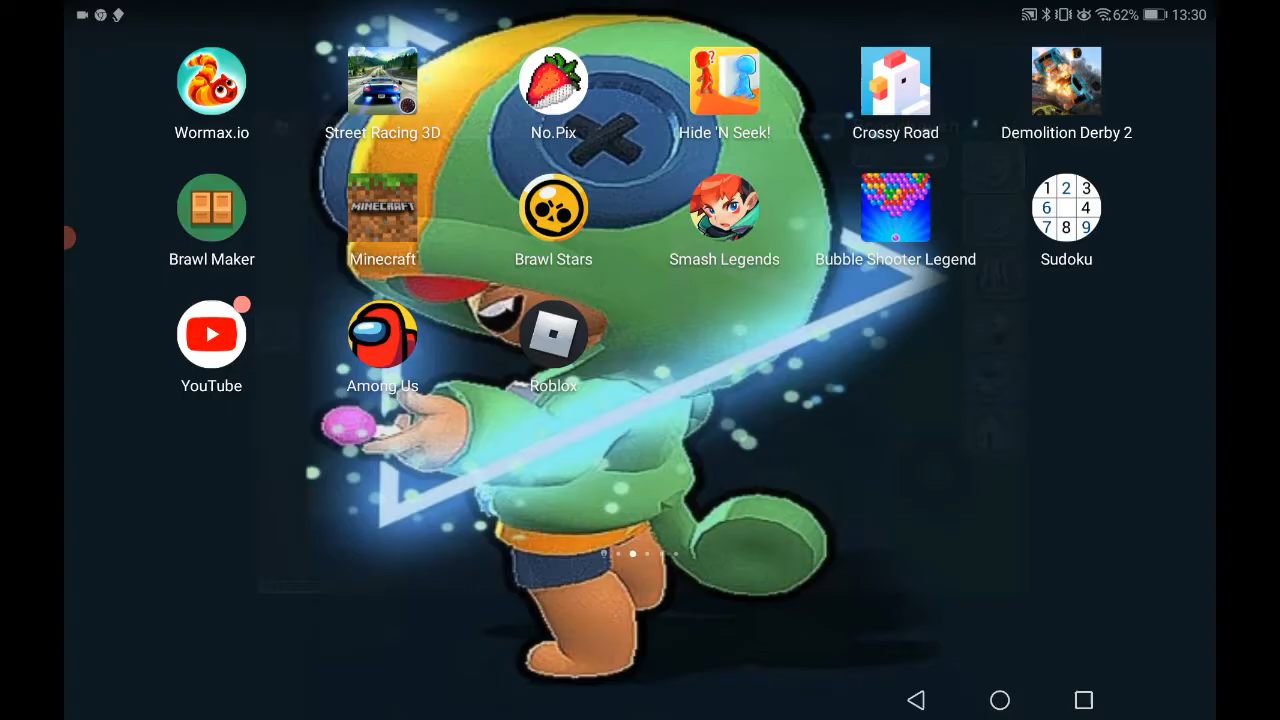 62% 13:30
Wormax.io Street Racing 3D No.Pix Hide 'N Seek! Crossy Road Demolition Derby 2
MINECRAFT
1 2 3
6 4
7 8 9
Brawl Maker Minecraft Brawl Stars Smash Legends Bubble Shooter Legend Sudoku
YouTube Among Us Roblox